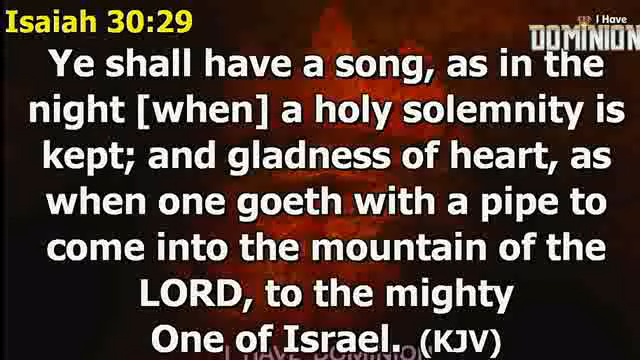 Isaiah 30:29
I Have
DOMINION
Ye shall have a song, as in the
night [when] a holy solemnity is
kept; and gladness of heart, as
when one goeth with a pipe to
come into the mountain of the
LORD, to the mighty
One of Israel. (KJV)
I HAVE DOMINION